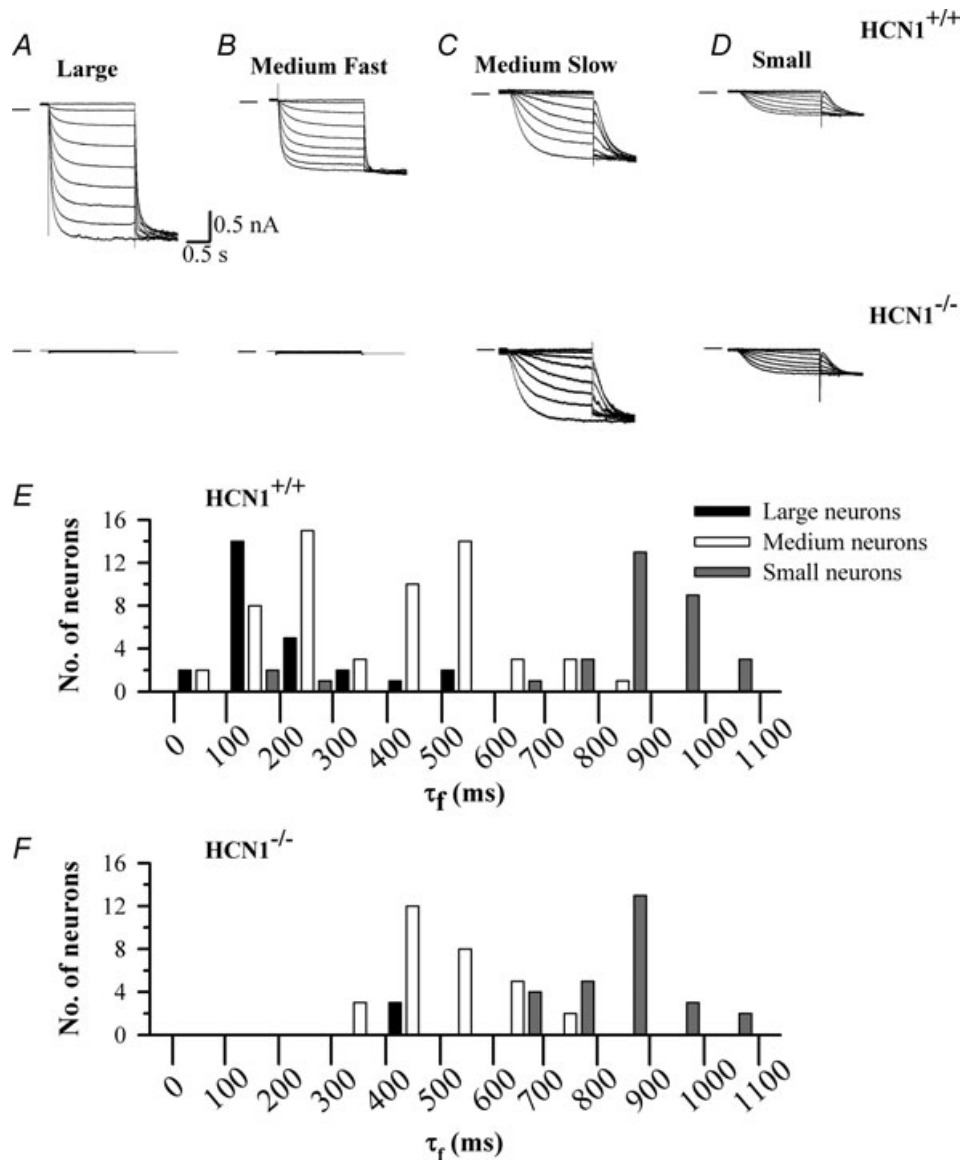 HCN1+/+
A B C D
Large Medium Fast Medium Slow Small
0.5 nA
0.5 s
HCN1-/-
E HCN1+/+
Large neurons
Medium neurons
Small neurons
No. of neurons
16
12
8
4
0
0 100 200 300 400 500 600 700 800 900 1000 1100
τf (ms)
F HCN1-/-
No. of neurons
16
12
8
4
0
0 100 200 300 400 500 600 700 800 900 1000 1100
τf (ms)